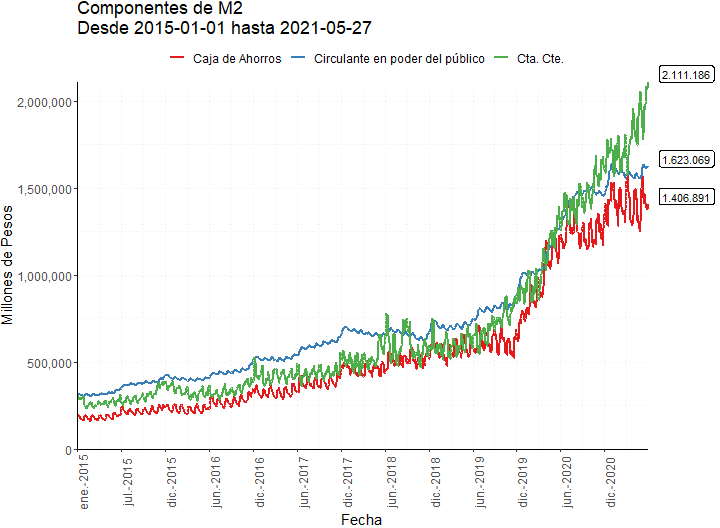 Componentes de M2
Desde 2015-01-01 hasta 2021-05-27
Caja de Ahorros Circulante en poder del público Cta. Cte.
2.111.186
1.623.069
1.406.891
Millones de Pesos
2,000,000
1,500,000
1,000,000
500,000
0
ene.-2015
jul.-2015
dic.-2015
jun.-2016
dic.-2016
jun.-2017
dic.-2017
jun.-2018
dic.-2018
jun.-2019
dic.-2019
jun.-2020
dic.-2020
Fecha